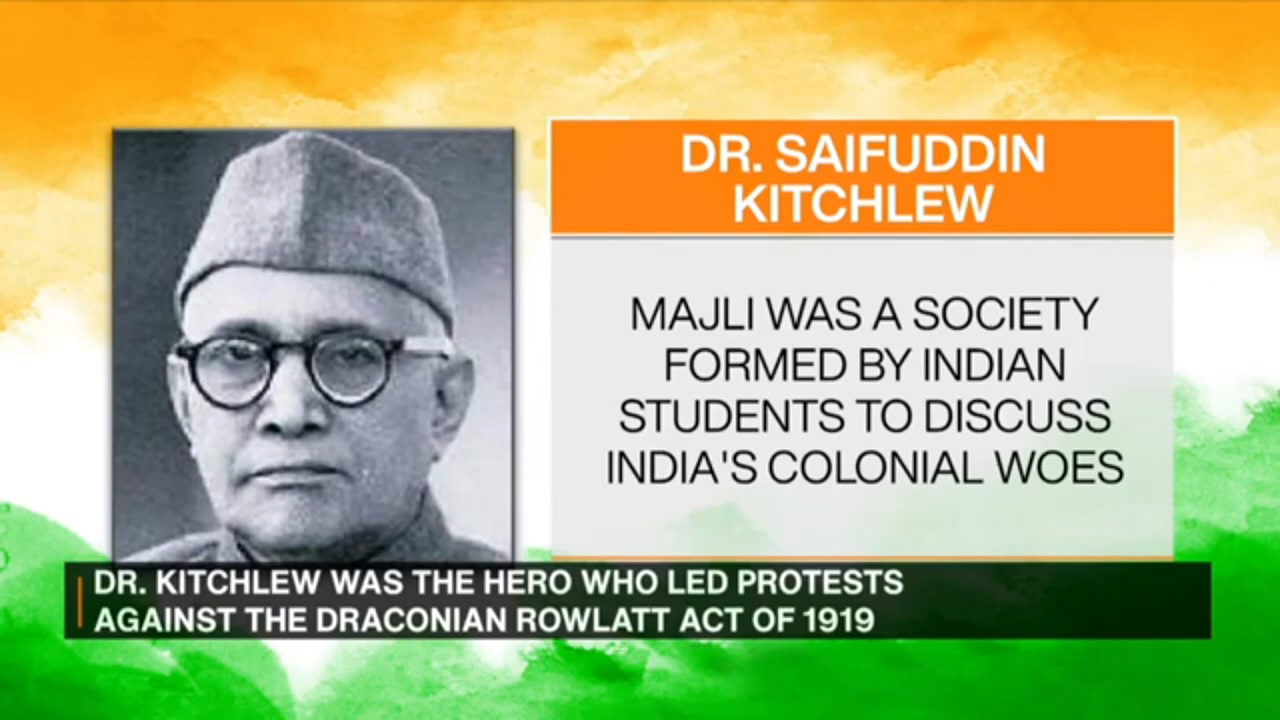 DR. SAIFUDDIN
KITCHLEW
MAJLI WAS A SOCIETY
FORMED BY INDIAN
STUDENTS TO DISCUSS
INDIA'S COLONIAL WOES
DR. KITCHLEW WAS THE HERO WHO LED PROTESTS
AGAINST THE DRACONIAN ROWLATT ACT OF 1919